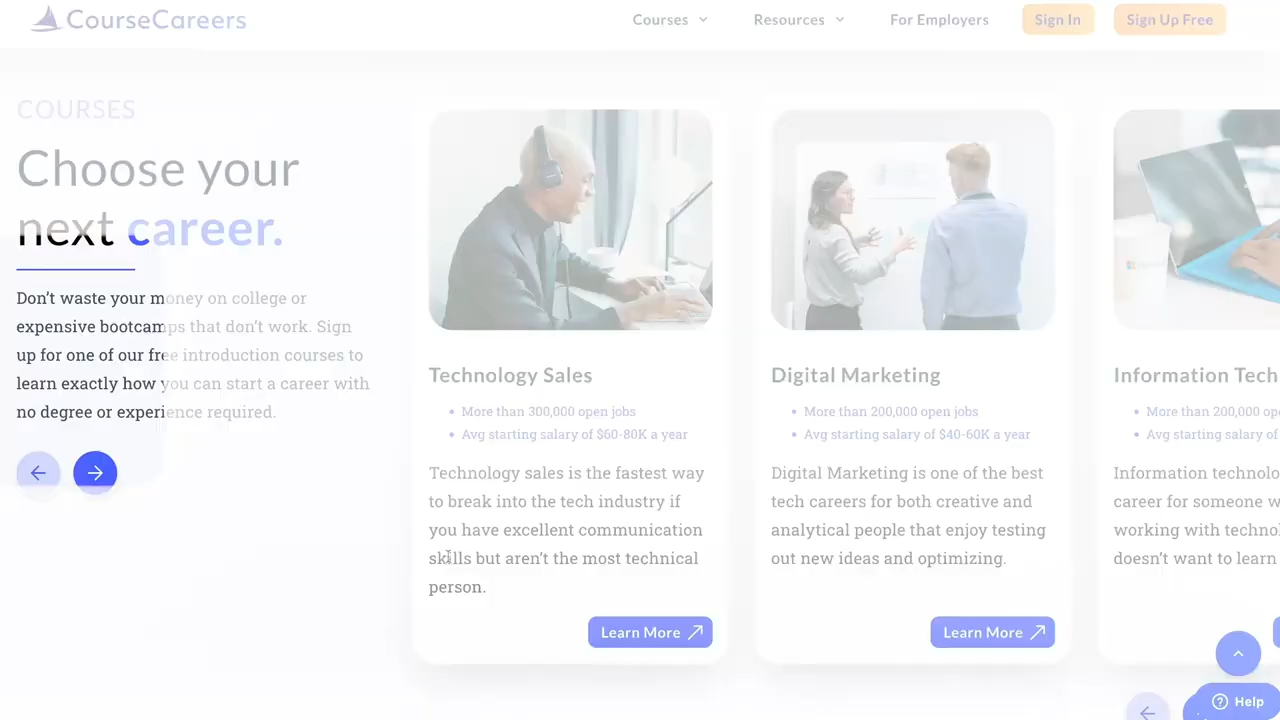 CourseCareers
Courses
Resources
For Employers
Sign In
Sign Up Free
COURSES
Choose your
next career.
Don't waste your money on college or
expensive bootcamps that don't work. Sign
up for one of our free introduction courses to
learn exactly how you can start a career with
no degree or experience required.
Technology Sales
• More than 300,000 open jobs
• Avg starting salary of $60-80K a year
Technology sales is the fastest way
to break into the tech industry if
you have excellent communication
skills but aren't the most technical
person.
Learn More
Digital Marketing
• More than 200,000 open jobs
• Avg starting salary of $40-60K a year
Digital Marketing is one of the best
tech careers for both creative and
analytical people that enjoy testing
out new ideas and optimizing.
Learn More
Information Tech
• More than 200,000 op
• Avg starting salary of
Information technolo
career for someone w
working with techno
doesn't want to learn
Help